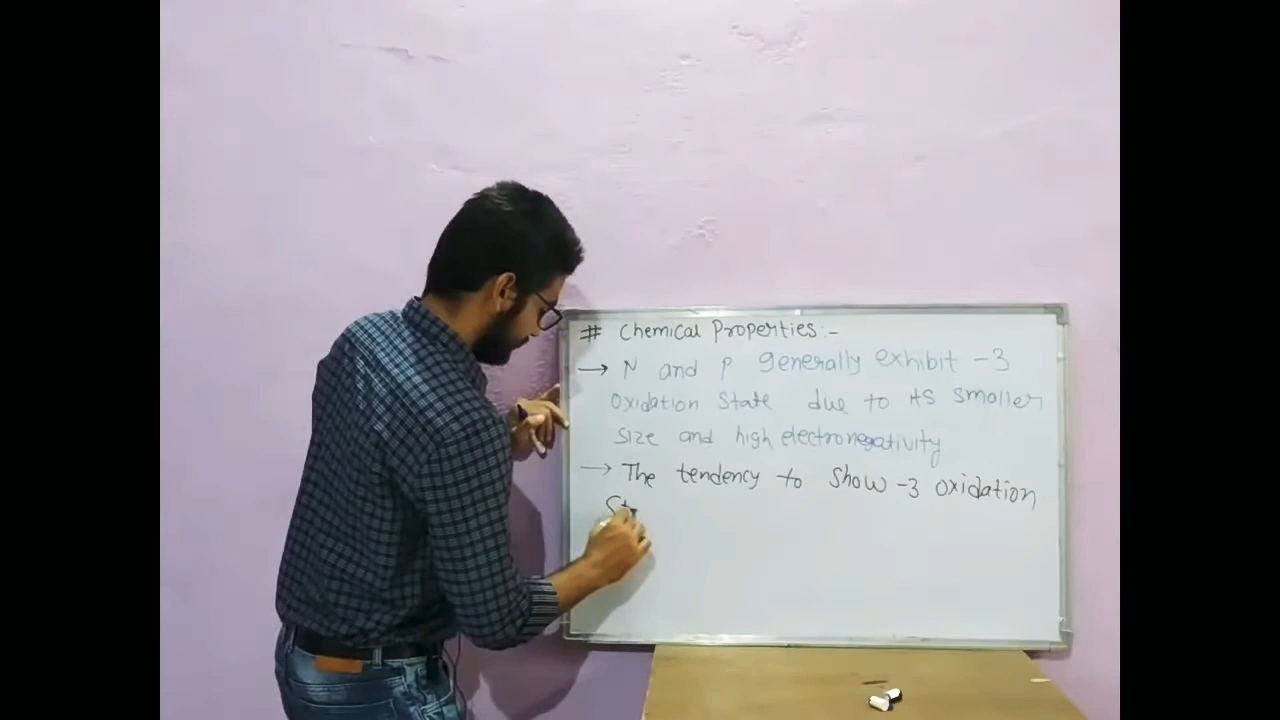 # Chemical Properties :-
→ N and P generally exhibit -3
Oxidation State due to its smaller
size and high electronegativity
→ The tendency to show -3 oxidation
St